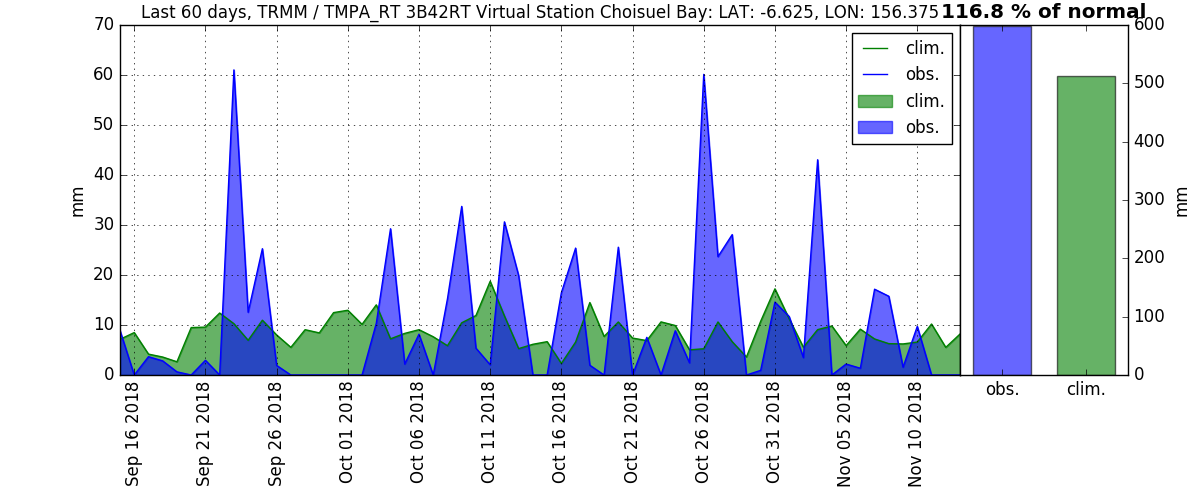 Last 60 days, TRMM / TMPA_RT 3B42RT Virtual Station Choisuel Bay: LAT: -6.625, LON: 156.375
116.8 % of normal
70
60
50
40
30
20
10
0
mm
clim.
obs.
clim.
obs.
600
500
400
300
200
100
0
mm
obs.
clim.
Sep 16 2018
Sep 21 2018
Sep 26 2018
Oct 01 2018
Oct 06 2018
Oct 11 2018
Oct 16 2018
Oct 21 2018
Oct 26 2018
Oct 31 2018
Nov 05 2018
Nov 10 2018